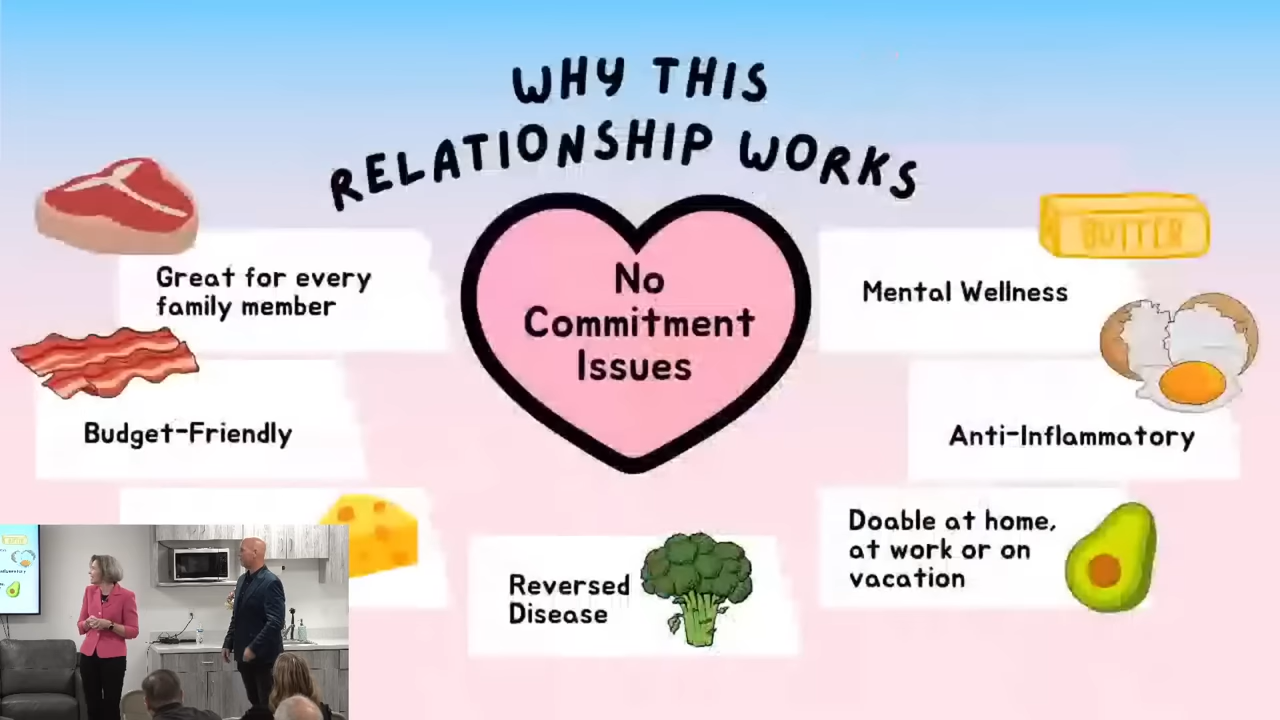 WHY THIS
RELATIONSHIP WORKS
No
Commitment
Issues
Great for every
family member
Budget-Friendly
BUTTER
Mental Wellness
Anti-Inflammatory
Doable at home,
at work or on
vacation
Reversed
Disease